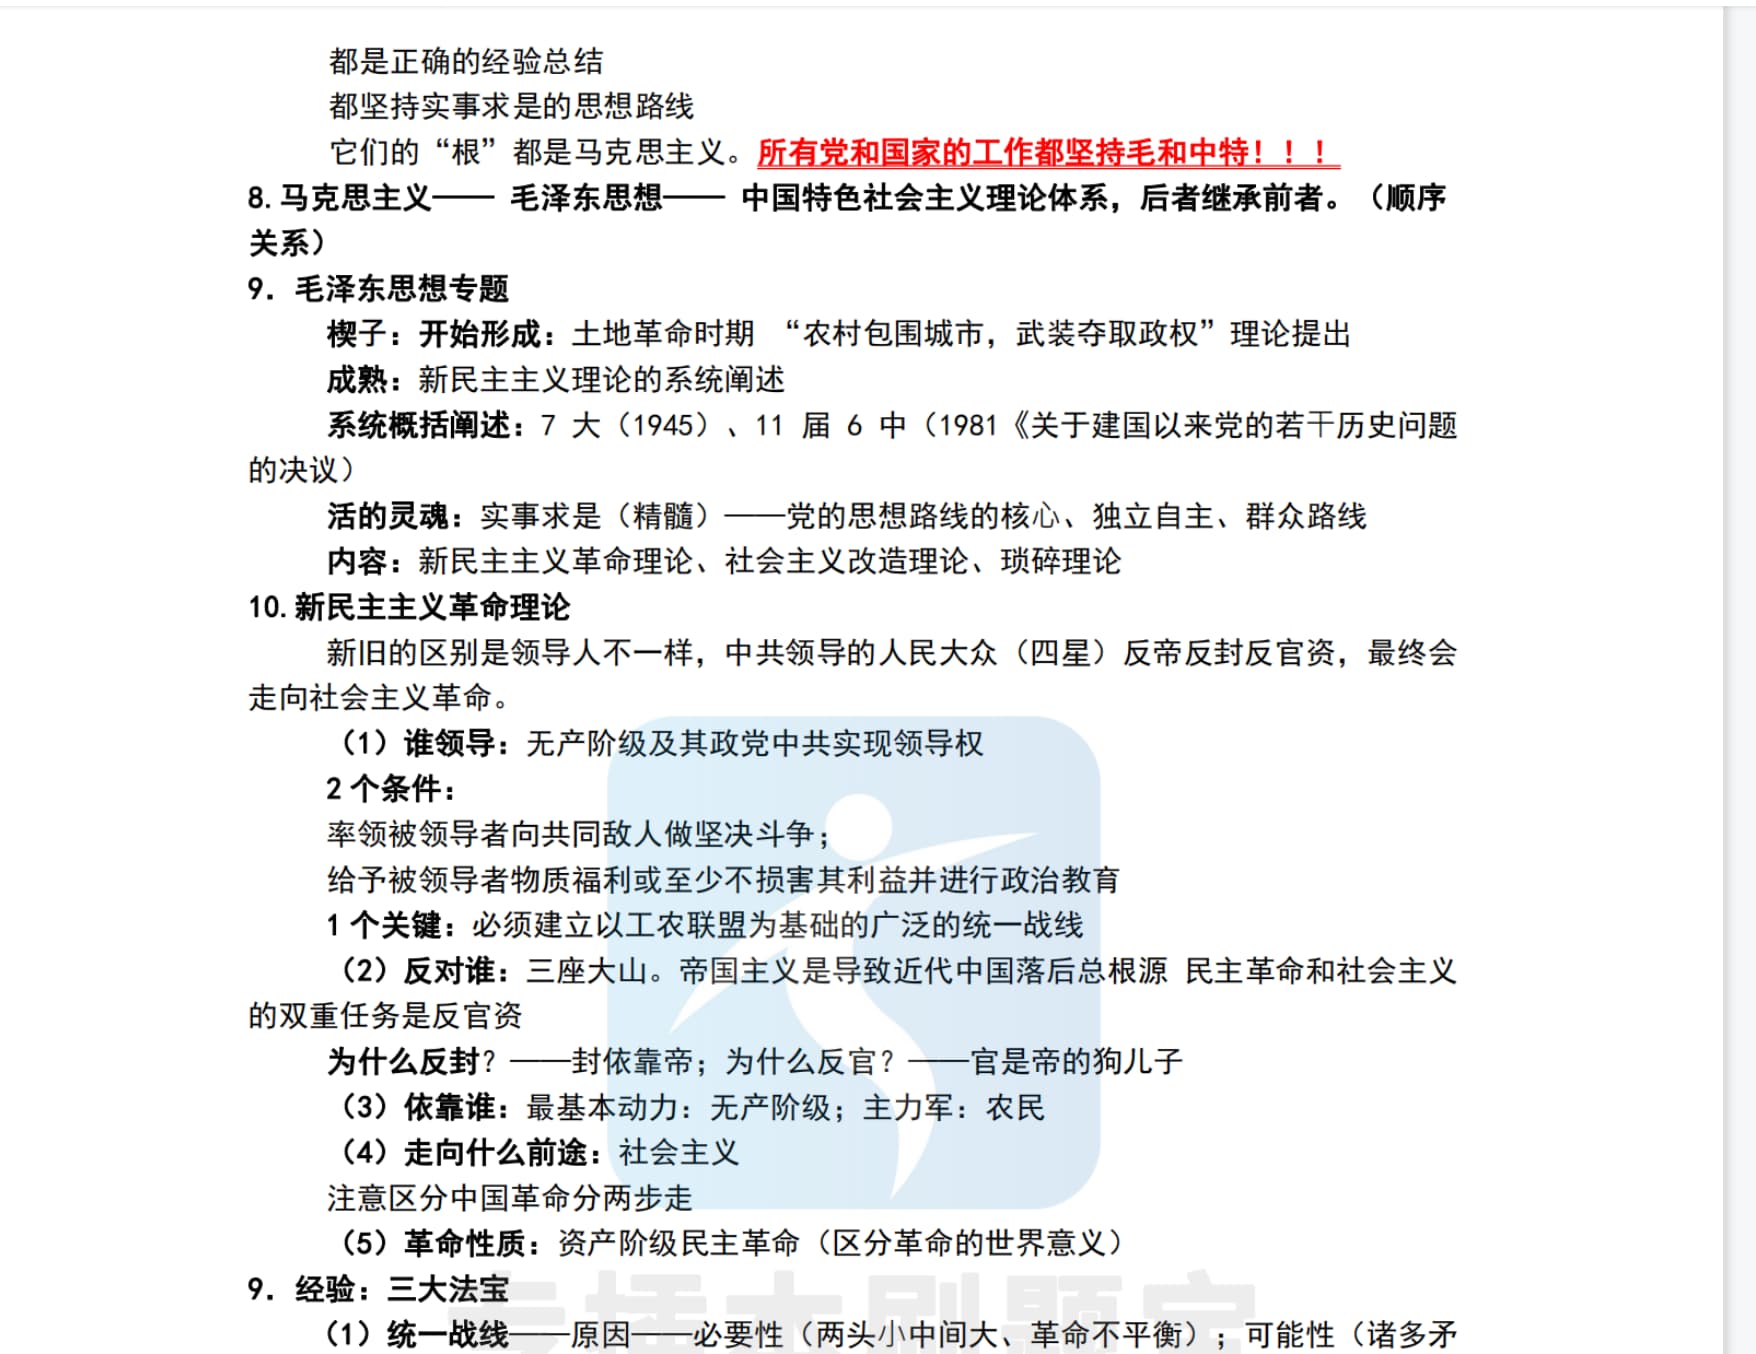 都是正确的经验总结
都坚持实事求是的思想路线
它们的“根”都是马克思主义。所有党和国家的工作都坚持毛和中特！！！
8.马克思主义—— 毛泽东思想—— 中国特色社会主义理论体系，后者继承前者。（顺序
关系）
9. 毛泽东思想专题
楔子：开始形成：土地革命时期 “农村包围城市，武装夺取政权”理论提出
成熟：新民主主义理论的系统阐述
系统概括阐述：7 大（1945）、11 届 6 中（1981《关于建国以来党的若干历史问题
的决议）
活的灵魂：实事求是（精髓）——党的思想路线的核心、独立自主、群众路线
内容：新民主主义革命理论、社会主义改造理论、琐碎理论
10.新民主主义革命理论
新旧的区别是领导人不一样，中共领导的人民大众（四星）反帝反封反官资，最终会
走向社会主义革命。
（1）谁领导：无产阶级及其政党中共实现领导权
2 个条件：
率领被领导者向共同敌人做坚决斗争；
给予被领导者物质福利或至少不损害其利益并进行政治教育
1 个关键：必须建立以工农联盟为基础的广泛的统一战线
（2）反对谁：三座大山。帝国主义是导致近代中国落后总根源 民主革命和社会主义
的双重任务是反官资
为什么反封？——封依靠帝；为什么反官？——官是帝的狗儿子
（3）依靠谁：最基本动力：无产阶级；主力军：农民
（4）走向什么前途：社会主义
注意区分中国革命分两步走
（5）革命性质：资产阶级民主革命（区分革命的世界意义）
9. 经验：三大法宝
（1）统一战线——原因——必要性（两头小中间大、革命不平衡）；可能性（诸多矛
专插本刷题宝